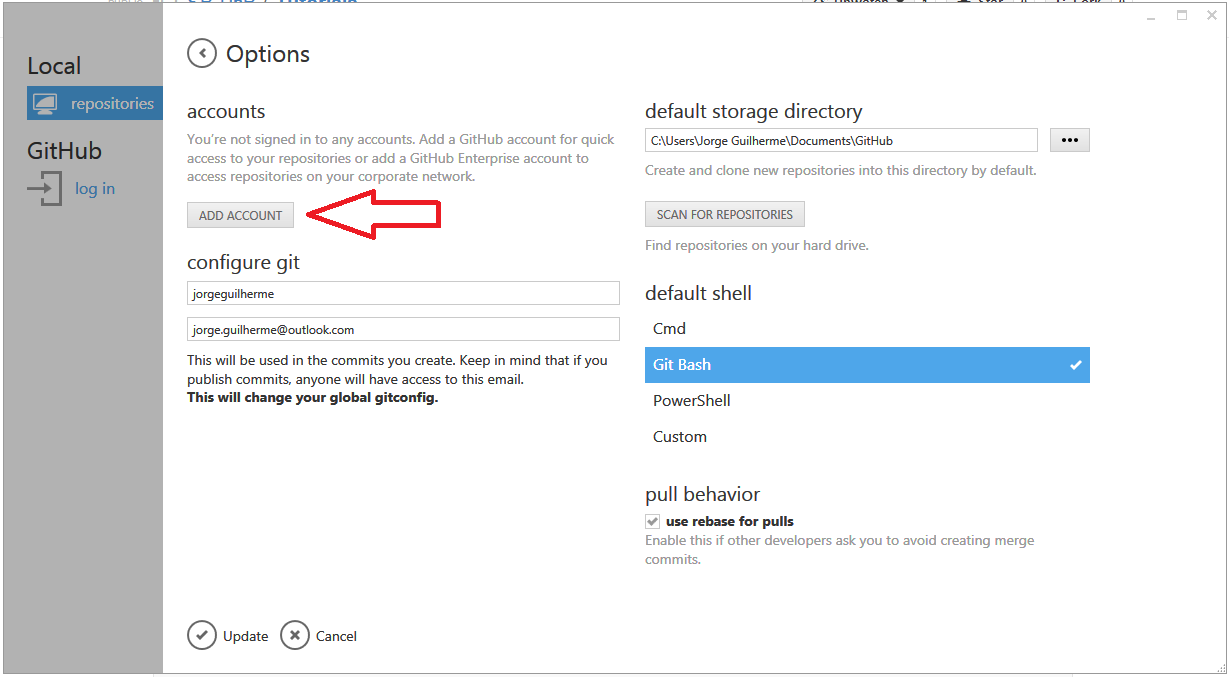 Local
repositories
GitHub
log in
Options
accounts
You're not signed in to any accounts. Add a GitHub account for quick
access to your repositories or add a GitHub Enterprise account to
access repositories on your corporate network.
ADD ACCOUNT
configure git
jorgeguilherme
jorge.guilherme@outlook.com
This will be used in the commits you create. Keep in mind that if you
publish commits, anyone will have access to this email.
This will change your global gitconfig.
Update
Cancel
default storage directory
C:\Users\Jorge Guilherme\Documents\GitHub
•••
Create and clone new repositories into this directory by default.
SCAN FOR REPOSITORIES
Find repositories on your hard drive.
default shell
Cmd
Git Bash
PowerShell
Custom
pull behavior
use rebase for pulls
Enable this if other developers ask you to avoid creating merge
commits.